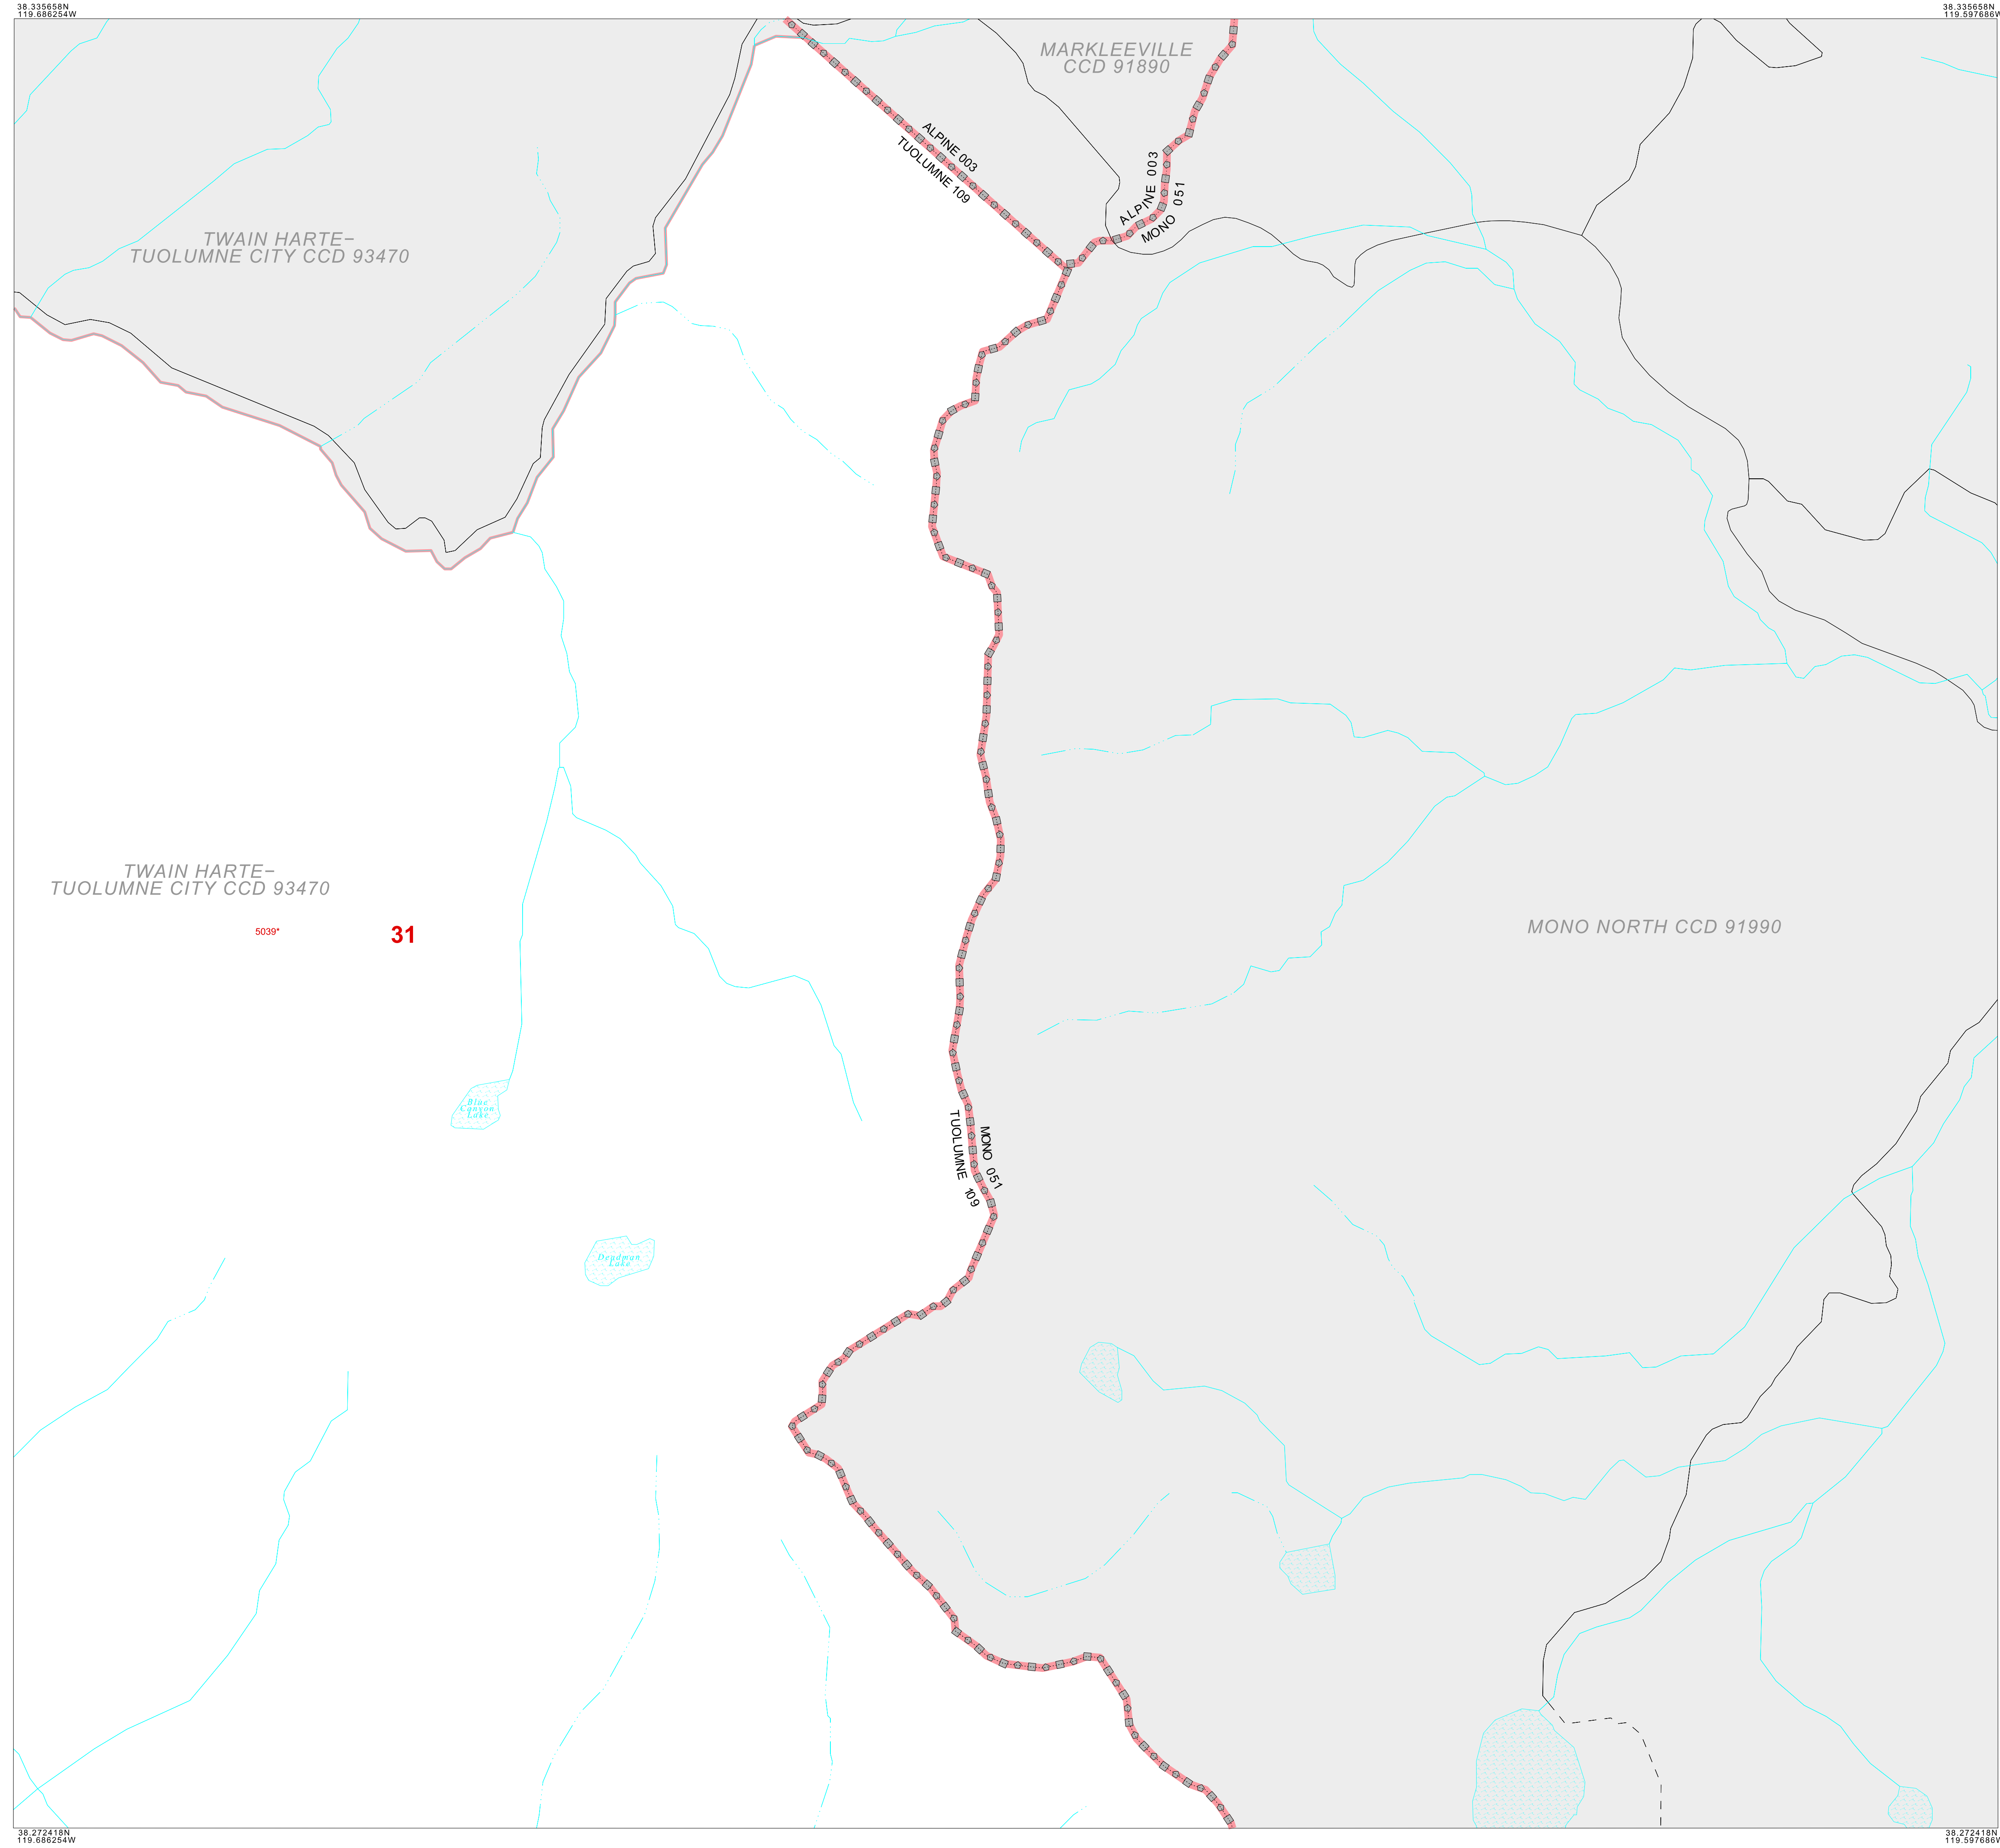 38.335658N
119.686254W
38.335658N
119.597686W
MARKLEEVILLE
CCD 91890
ALPINE 003
TUOLUMNE 109
ALPINE 003
MONO 051
TWAIN HARTE-
TUOLUMNE CITY CCD 93470
TWAIN HARTE-
TUOLUMNE CITY CCD 93470
5039*
31
MONO NORTH CCD 91990
Blue
Canyon
Lake
MONO 051
TUOLUMNE 109
Deadman
Lake
38.272418N
119.686254W
38.272418N
119.597686W